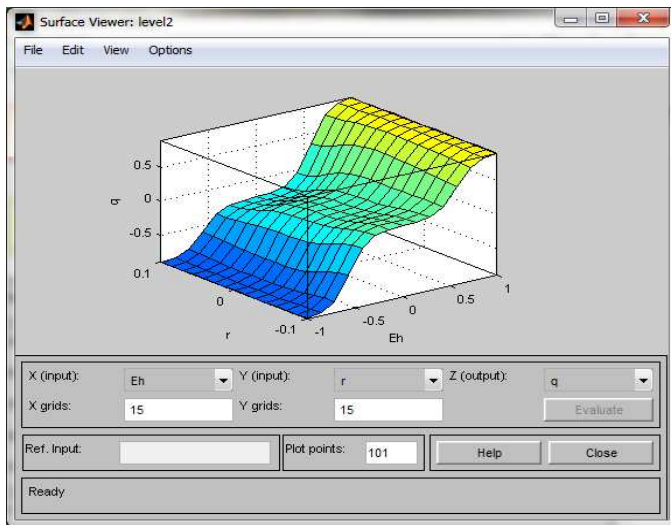 Surface Viewer: level2
File Edit View Options
0.5
0
-0.5
q
0.1
0
-0.1
r
-1
-0.5
0
0.5
1
Eh
X (input): Eh Y (input): r Z (output): q
X grids: 15 Y grids: 15 Evaluate
Ref. Input: Plot points: 101 Help Close
Ready